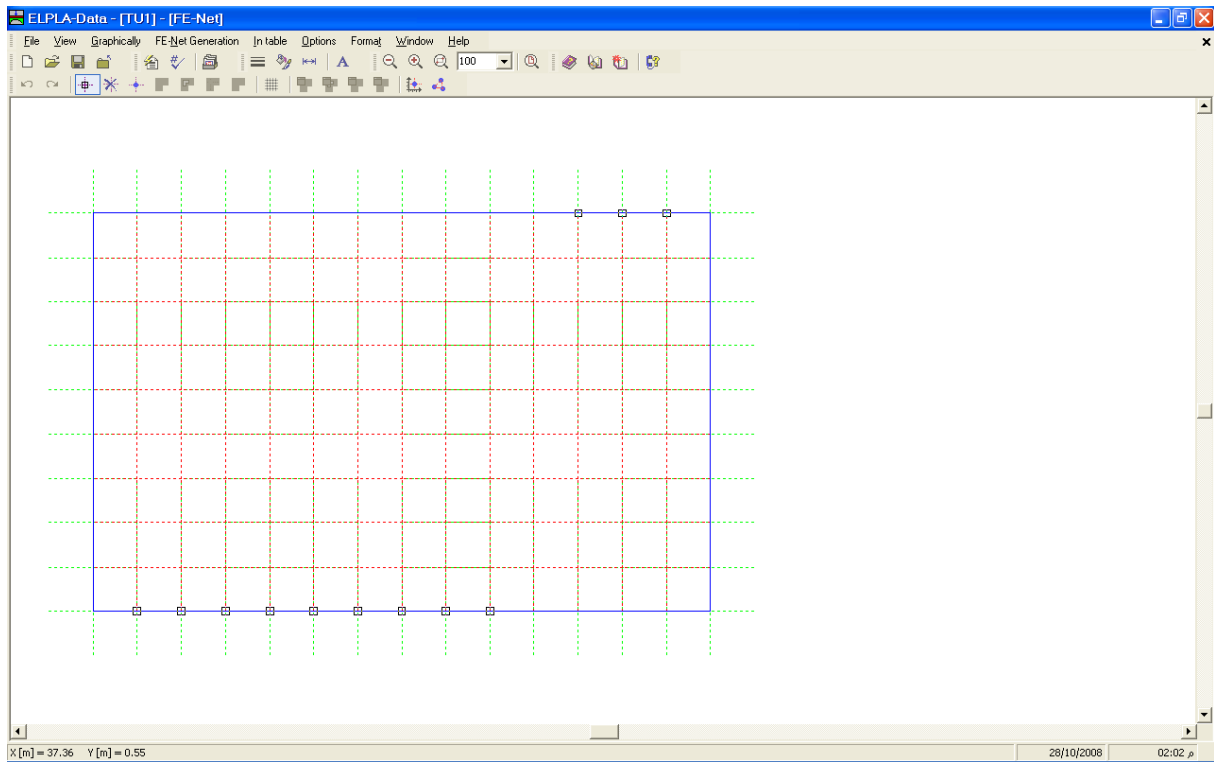 ELPLA-Data - [TU1] - [FE-Net]
File View Graphically FE-Net Generation In table Options Format Window Help
A 100
X [m] = 37.36 Y [m] = 0.55 28/10/2008 02:02 م